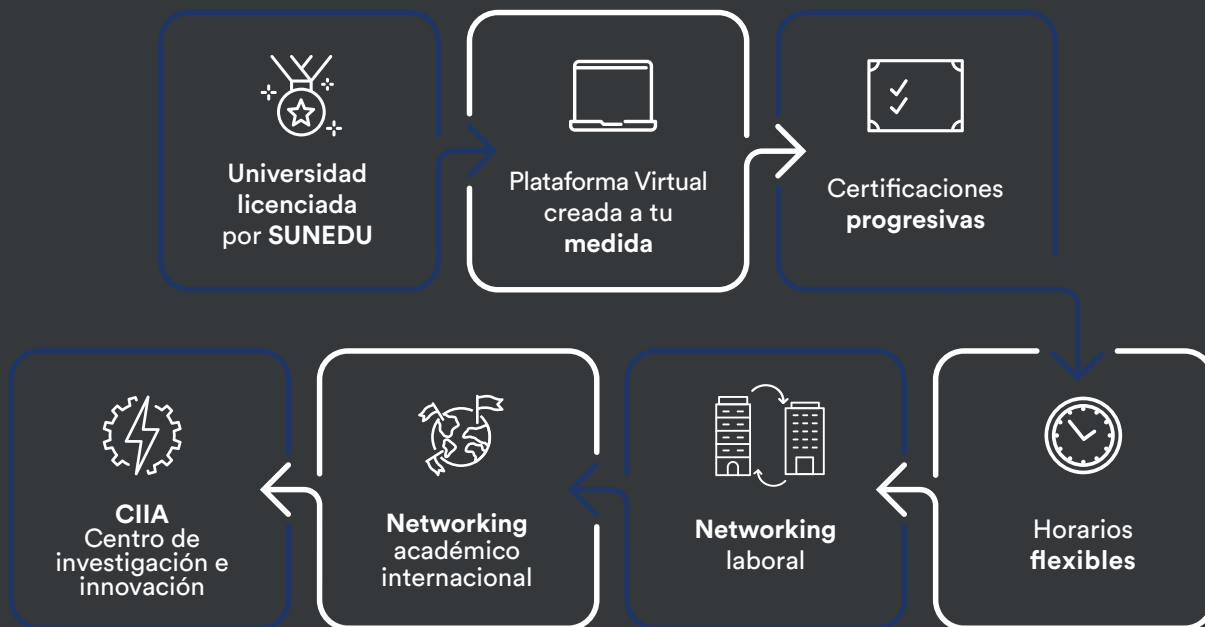 Universidad
licenciada
por SUNEDU
Plataforma Virtual
creada a tu
medida
Certificaciones
progresivas
Horarios
flexibles
Networking
laboral
Networking
académico
internacional
CIIA
Centro de
investigación e
innovación